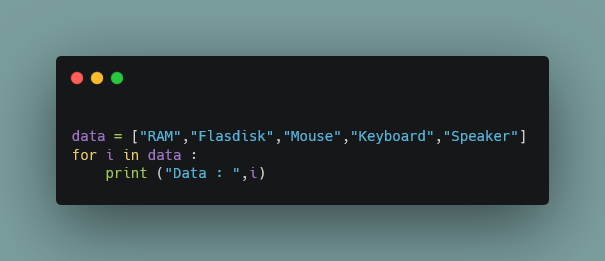 data = ["RAM","Flasdisk","Mouse","Keyboard","Speaker"]
for i in data :
    print ("Data : ",i)